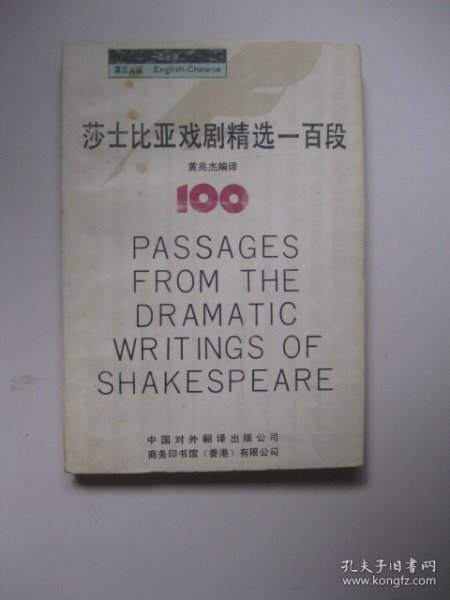 一百丛书
英汉对照 English-Chinese
莎士比亚戏剧精选一百段
黄兆杰编译
100
PASSAGES
FROM THE
DRAMATIC
WRITINGS OF
SHAKESPEARE
中国对外翻译出版公司
商务印书馆（香港）有限公司
孔夫子旧书网
www.kongfz.com